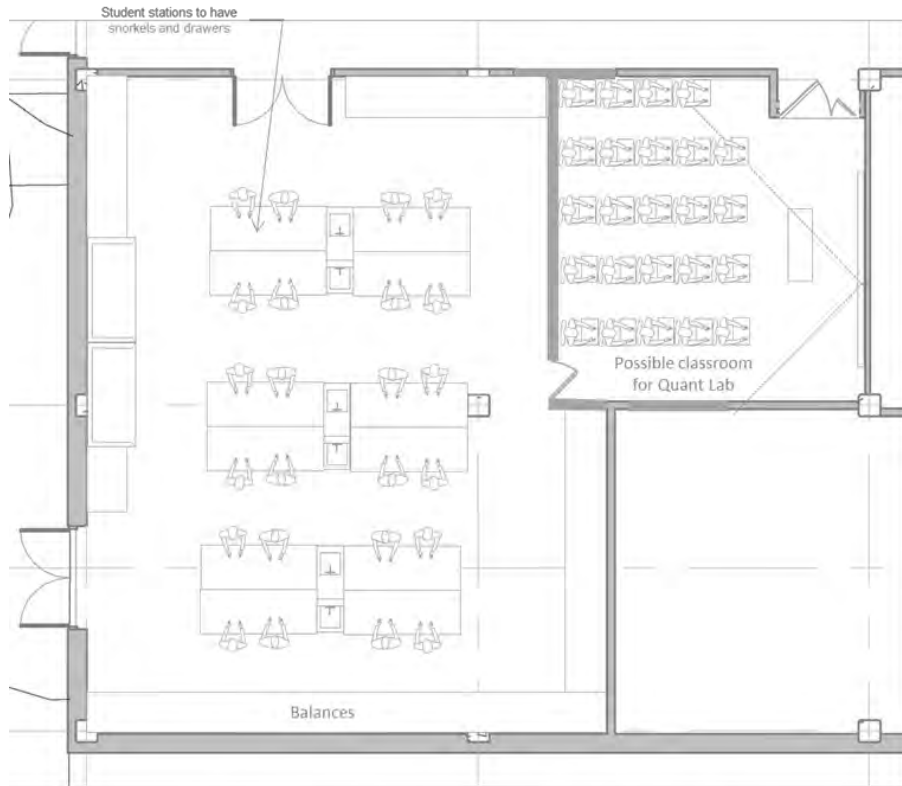 Student stations to have
snorkels and drawers
Possible classroom
for Quant Lab
Balances